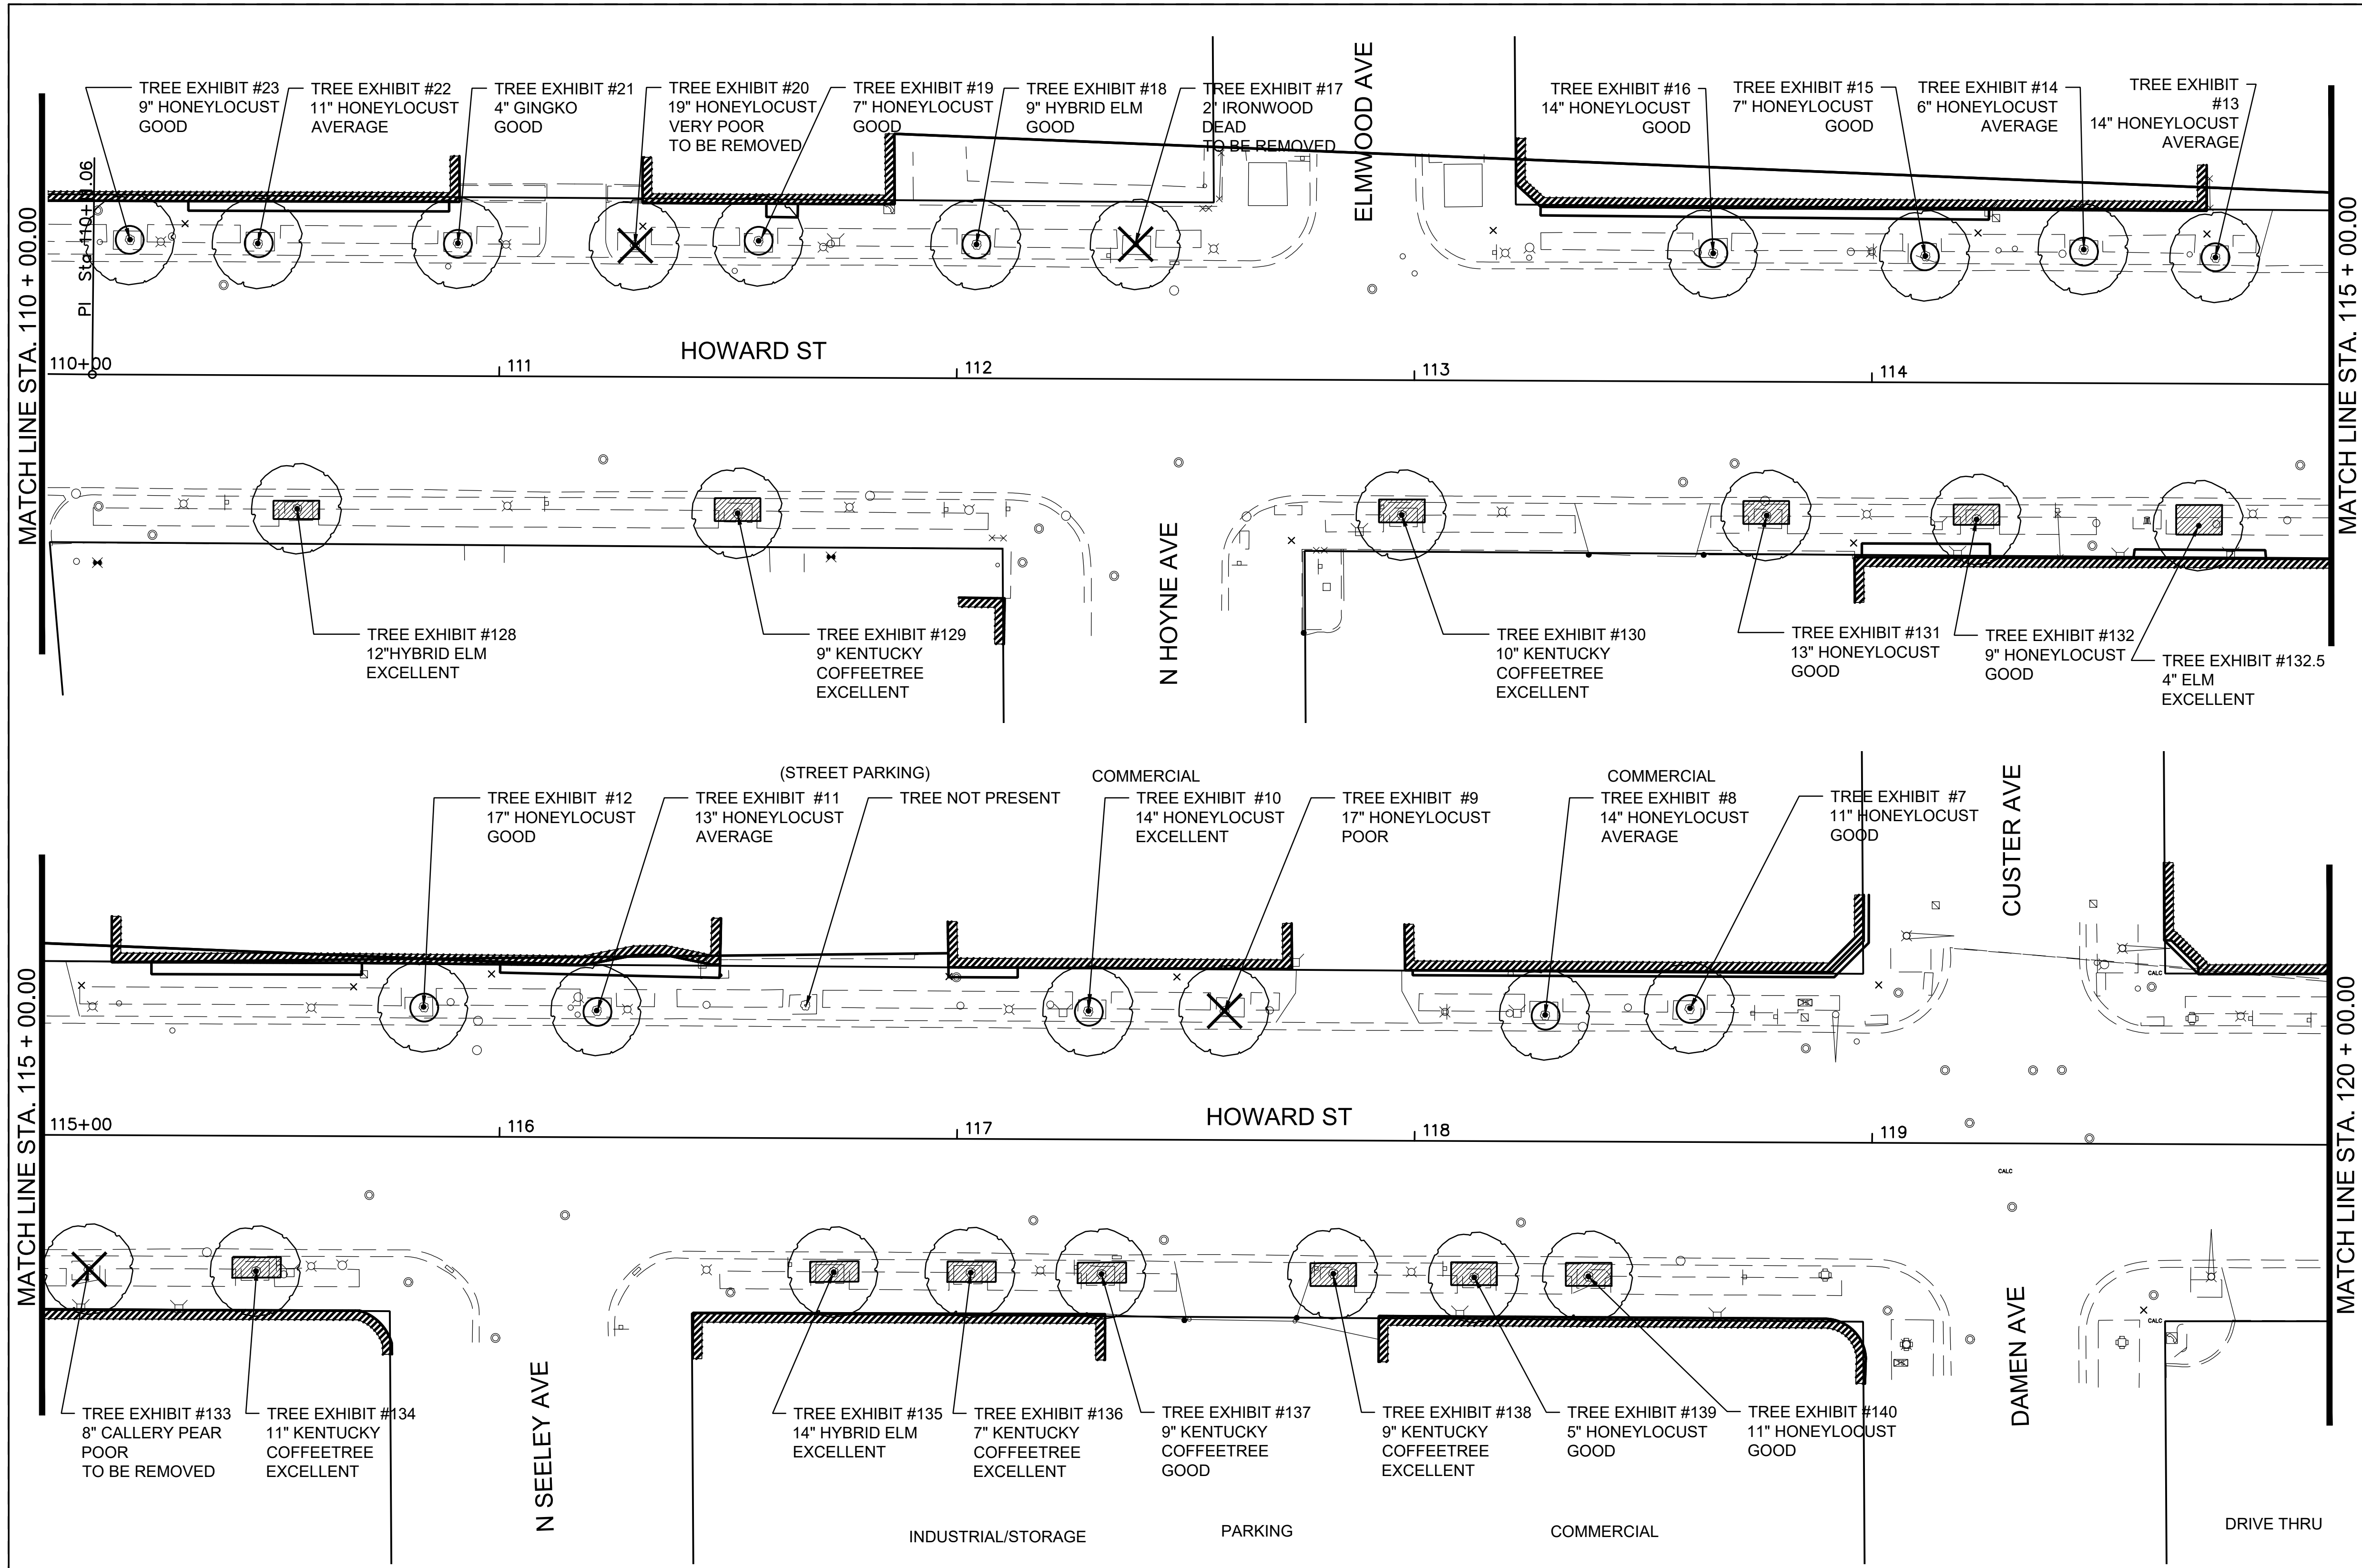 TREE EXHIBIT #23
9" HONEYLOCUST
GOOD
TREE EXHIBIT #22
11" HONEYLOCUST
AVERAGE
TREE EXHIBIT #21
4" GINGKO
GOOD
TREE EXHIBIT #20
19" HONEYLOCUST
VERY POOR
TO BE REMOVED
TREE EXHIBIT #19
7" HONEYLOCUST
GOOD
TREE EXHIBIT #18
9" HYBRID ELM
GOOD
TREE EXHIBIT #17
2" IRONWOOD
DEAD
TO BE REMOVED
ELMWOOD AVE
TREE EXHIBIT #16
14" HONEYLOCUST
GOOD
TREE EXHIBIT #15
7" HONEYLOCUST
GOOD
TREE EXHIBIT #14
6" HONEYLOCUST
AVERAGE
TREE EXHIBIT
#13
14" HONEYLOCUST
AVERAGE
MATCH LINE STA. 110 + 00.00
PI Sta 110+
.06
MATCH LINE STA. 115 + 00.00
HOWARD ST
110+00
111
112
113
114
N HOYNE AVE
TREE EXHIBIT #128
12"HYBRID ELM
EXCELLENT
TREE EXHIBIT #129
9" KENTUCKY
COFFEETREE
EXCELLENT
TREE EXHIBIT #130
10" KENTUCKY
COFFEETREE
EXCELLENT
TREE EXHIBIT #131
13" HONEYLOCUST
GOOD
TREE EXHIBIT #132
9" HONEYLOCUST
GOOD
TREE EXHIBIT #132.5
4" ELM
EXCELLENT
(STREET PARKING)
COMMERCIAL
COMMERCIAL
TREE EXHIBIT #12
17" HONEYLOCUST
GOOD
TREE EXHIBIT #11
13" HONEYLOCUST
AVERAGE
TREE NOT PRESENT
TREE EXHIBIT #10
14" HONEYLOCUST
EXCELLENT
TREE EXHIBIT #9
17" HONEYLOCUST
POOR
TREE EXHIBIT #8
14" HONEYLOCUST
AVERAGE
TREE EXHIBIT #7
11" HONEYLOCUST
GOOD
CUSTER AVE
CALC
CALC
MATCH LINE STA. 115 + 00.00
MATCH LINE STA. 120 + 00.00
HOWARD ST
115+00
116
117
118
119
CALC
CALC
N SEELEY AVE
DAMEN AVE
TREE EXHIBIT #133
8" CALLERY PEAR
POOR
TO BE REMOVED
TREE EXHIBIT #134
11" KENTUCKY
COFFEETREE
EXCELLENT
TREE EXHIBIT #135
14" HYBRID ELM
EXCELLENT
TREE EXHIBIT #136
7" KENTUCKY
COFFEETREE
EXCELLENT
TREE EXHIBIT #137
9" KENTUCKY
COFFEETREE
GOOD
TREE EXHIBIT #138
9" KENTUCKY
COFFEETREE
EXCELLENT
TREE EXHIBIT #139
5" HONEYLOCUST
GOOD
TREE EXHIBIT #140
11" HONEYLOCUST
GOOD
INDUSTRIAL/STORAGE
PARKING
COMMERCIAL
DRIVE THRU